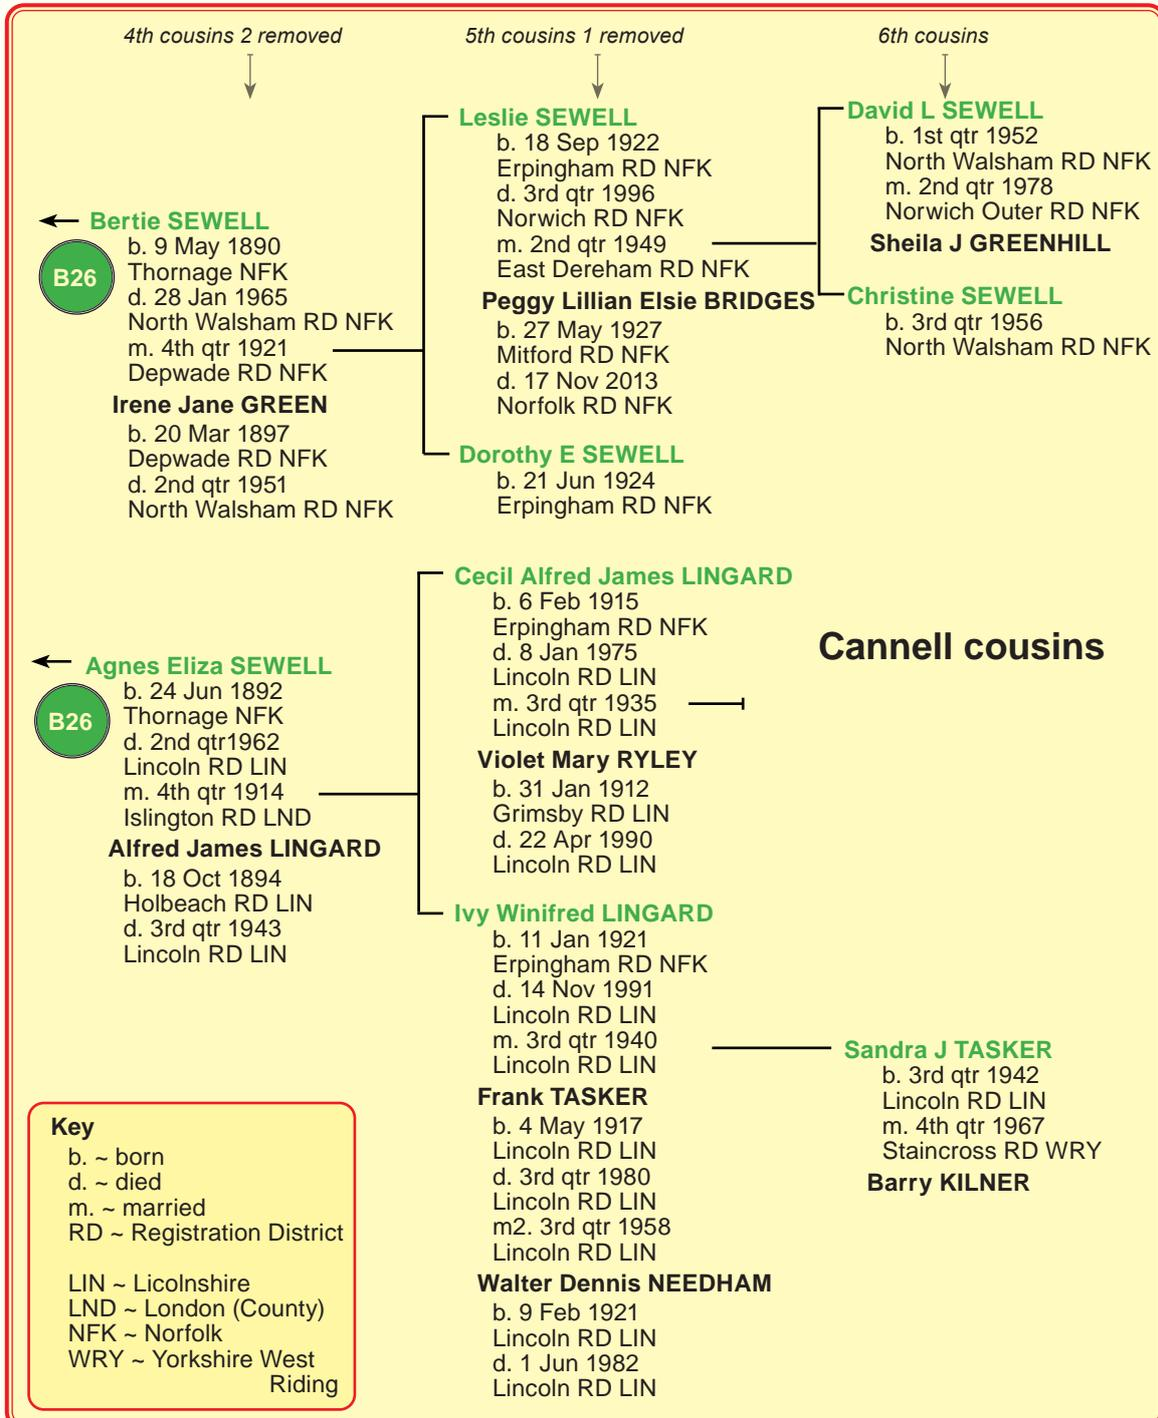 4th cousins 2 removed
5th cousins 1 removed
6th cousins
Bertie SEWELL
B26
b. 9 May 1890
Thornage NFK
d. 28 Jan 1965
North Walsham RD NFK
m. 4th qtr 1921
Depwade RD NFK
Irene Jane GREEN
b. 20 Mar 1897
Depwade RD NFK
d. 2nd qtr 1951
North Walsham RD NFK
Leslie SEWELL
b. 18 Sep 1922
Erpingham RD NFK
d. 3rd qtr 1996
Norwich RD NFK
m. 2nd qtr 1949
East Dereham RD NFK
Peggy Lillian Elsie BRIDGES
b. 27 May 1927
Mitford RD NFK
d. 17 Nov 2013
Norfolk RD NFK
Dorothy E SEWELL
b. 21 Jun 1924
Erpingham RD NFK
David L SEWELL
b. 1st qtr 1952
North Walsham RD NFK
m. 2nd qtr 1978
Norwich Outer RD NFK
Sheila J GREENHILL
Christine SEWELL
b. 3rd qtr 1956
North Walsham RD NFK
Agnes Eliza SEWELL
B26
b. 24 Jun 1892
Thornage NFK
d. 2nd qtr1962
Lincoln RD LIN
m. 4th qtr 1914
Islington RD LND
Alfred James LINGARD
b. 18 Oct 1894
Holbeach RD LIN
d. 3rd qtr 1943
Lincoln RD LIN
Cecil Alfred James LINGARD
b. 6 Feb 1915
Erpingham RD NFK
d. 8 Jan 1975
Lincoln RD LIN
m. 3rd qtr 1935
Lincoln RD LIN
Violet Mary RYLEY
b. 31 Jan 1912
Grimsby RD LIN
d. 22 Apr 1990
Lincoln RD LIN
Ivy Winifred LINGARD
b. 11 Jan 1921
Erpingham RD NFK
d. 14 Nov 1991
Lincoln RD LIN
m. 3rd qtr 1940
Lincoln RD LIN
Frank TASKER
b. 4 May 1917
Lincoln RD LIN
d. 3rd qtr 1980
Lincoln RD LIN
m2. 3rd qtr 1958
Lincoln RD LIN
Walter Dennis NEEDHAM
b. 9 Feb 1921
Lincoln RD LIN
d. 1 Jun 1982
Lincoln RD LIN
Cannell cousins
Sandra J TASKER
b. 3rd qtr 1942
Lincoln RD LIN
m. 4th qtr 1967
Staincross RD WRY
Barry KILNER
Key
b. ~ born
d. ~ died
m. ~ married
RD ~ Registration District
LIN ~ Licolnshire
LND ~ London (County)
NFK ~ Norfolk
WRY ~ Yorkshire West
Riding